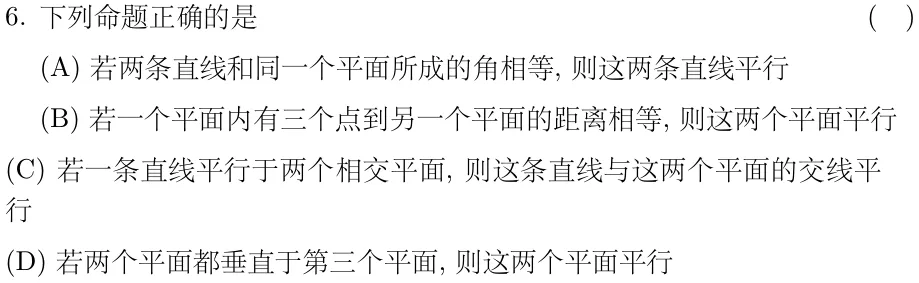 6. 下列命题正确的是 ( )
(A) 若两条直线和同一个平面所成的角相等, 则这两条直线平行
(B) 若一个平面内有三个点到另一个平面的距离相等, 则这两个平面平行
(C) 若一条直线平行于两个相交平面, 则这条直线与这两个平面的交线平
行
(D) 若两个平面都垂直于第三个平面, 则这两个平面平行